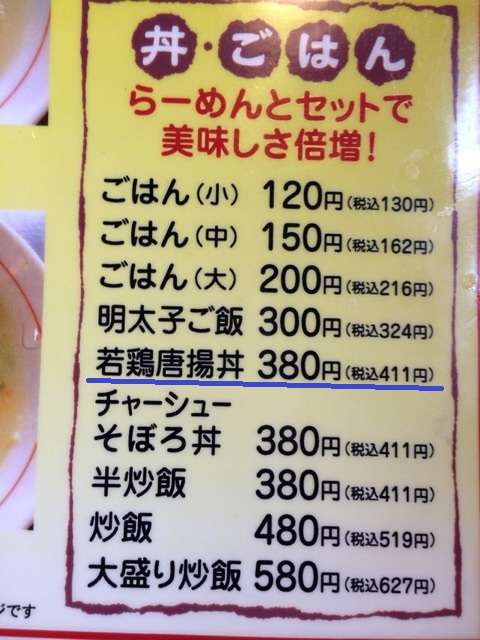 丼・ごはん
らーめんとセットで
美味しさ倍増！
ごはん（小） 120円（税込130円）
ごはん（中） 150円（税込162円）
ごはん（大） 200円（税込216円）
明太子ご飯 300円（税込324円）
若鶏唐揚丼 380円（税込411円）
チャーシュー
そぼろ丼 380円（税込411円）
半炒飯 380円（税込411円）
炒飯 480円（税込519円）
大盛り炒飯 580円（税込627円）
ジです